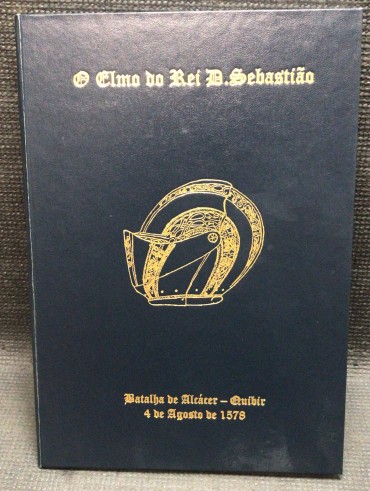 O Elmo do Rei D.Sebastião
Batalha de Alcácer – Quibir
4 de Agosto de 1578